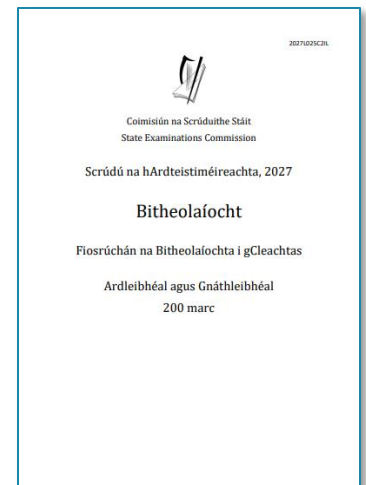 2027L025C2IL
Coimisiún na Scrúduithe Stáit
State Examinations Commission
Scrúdú na hArdteistiméireachta, 2027
Bitheolaíocht
Fiosrúchán na Bitheolaíochta i gCleachtas
Ardleibhéal agus Gnáthleibhéal
200 marc